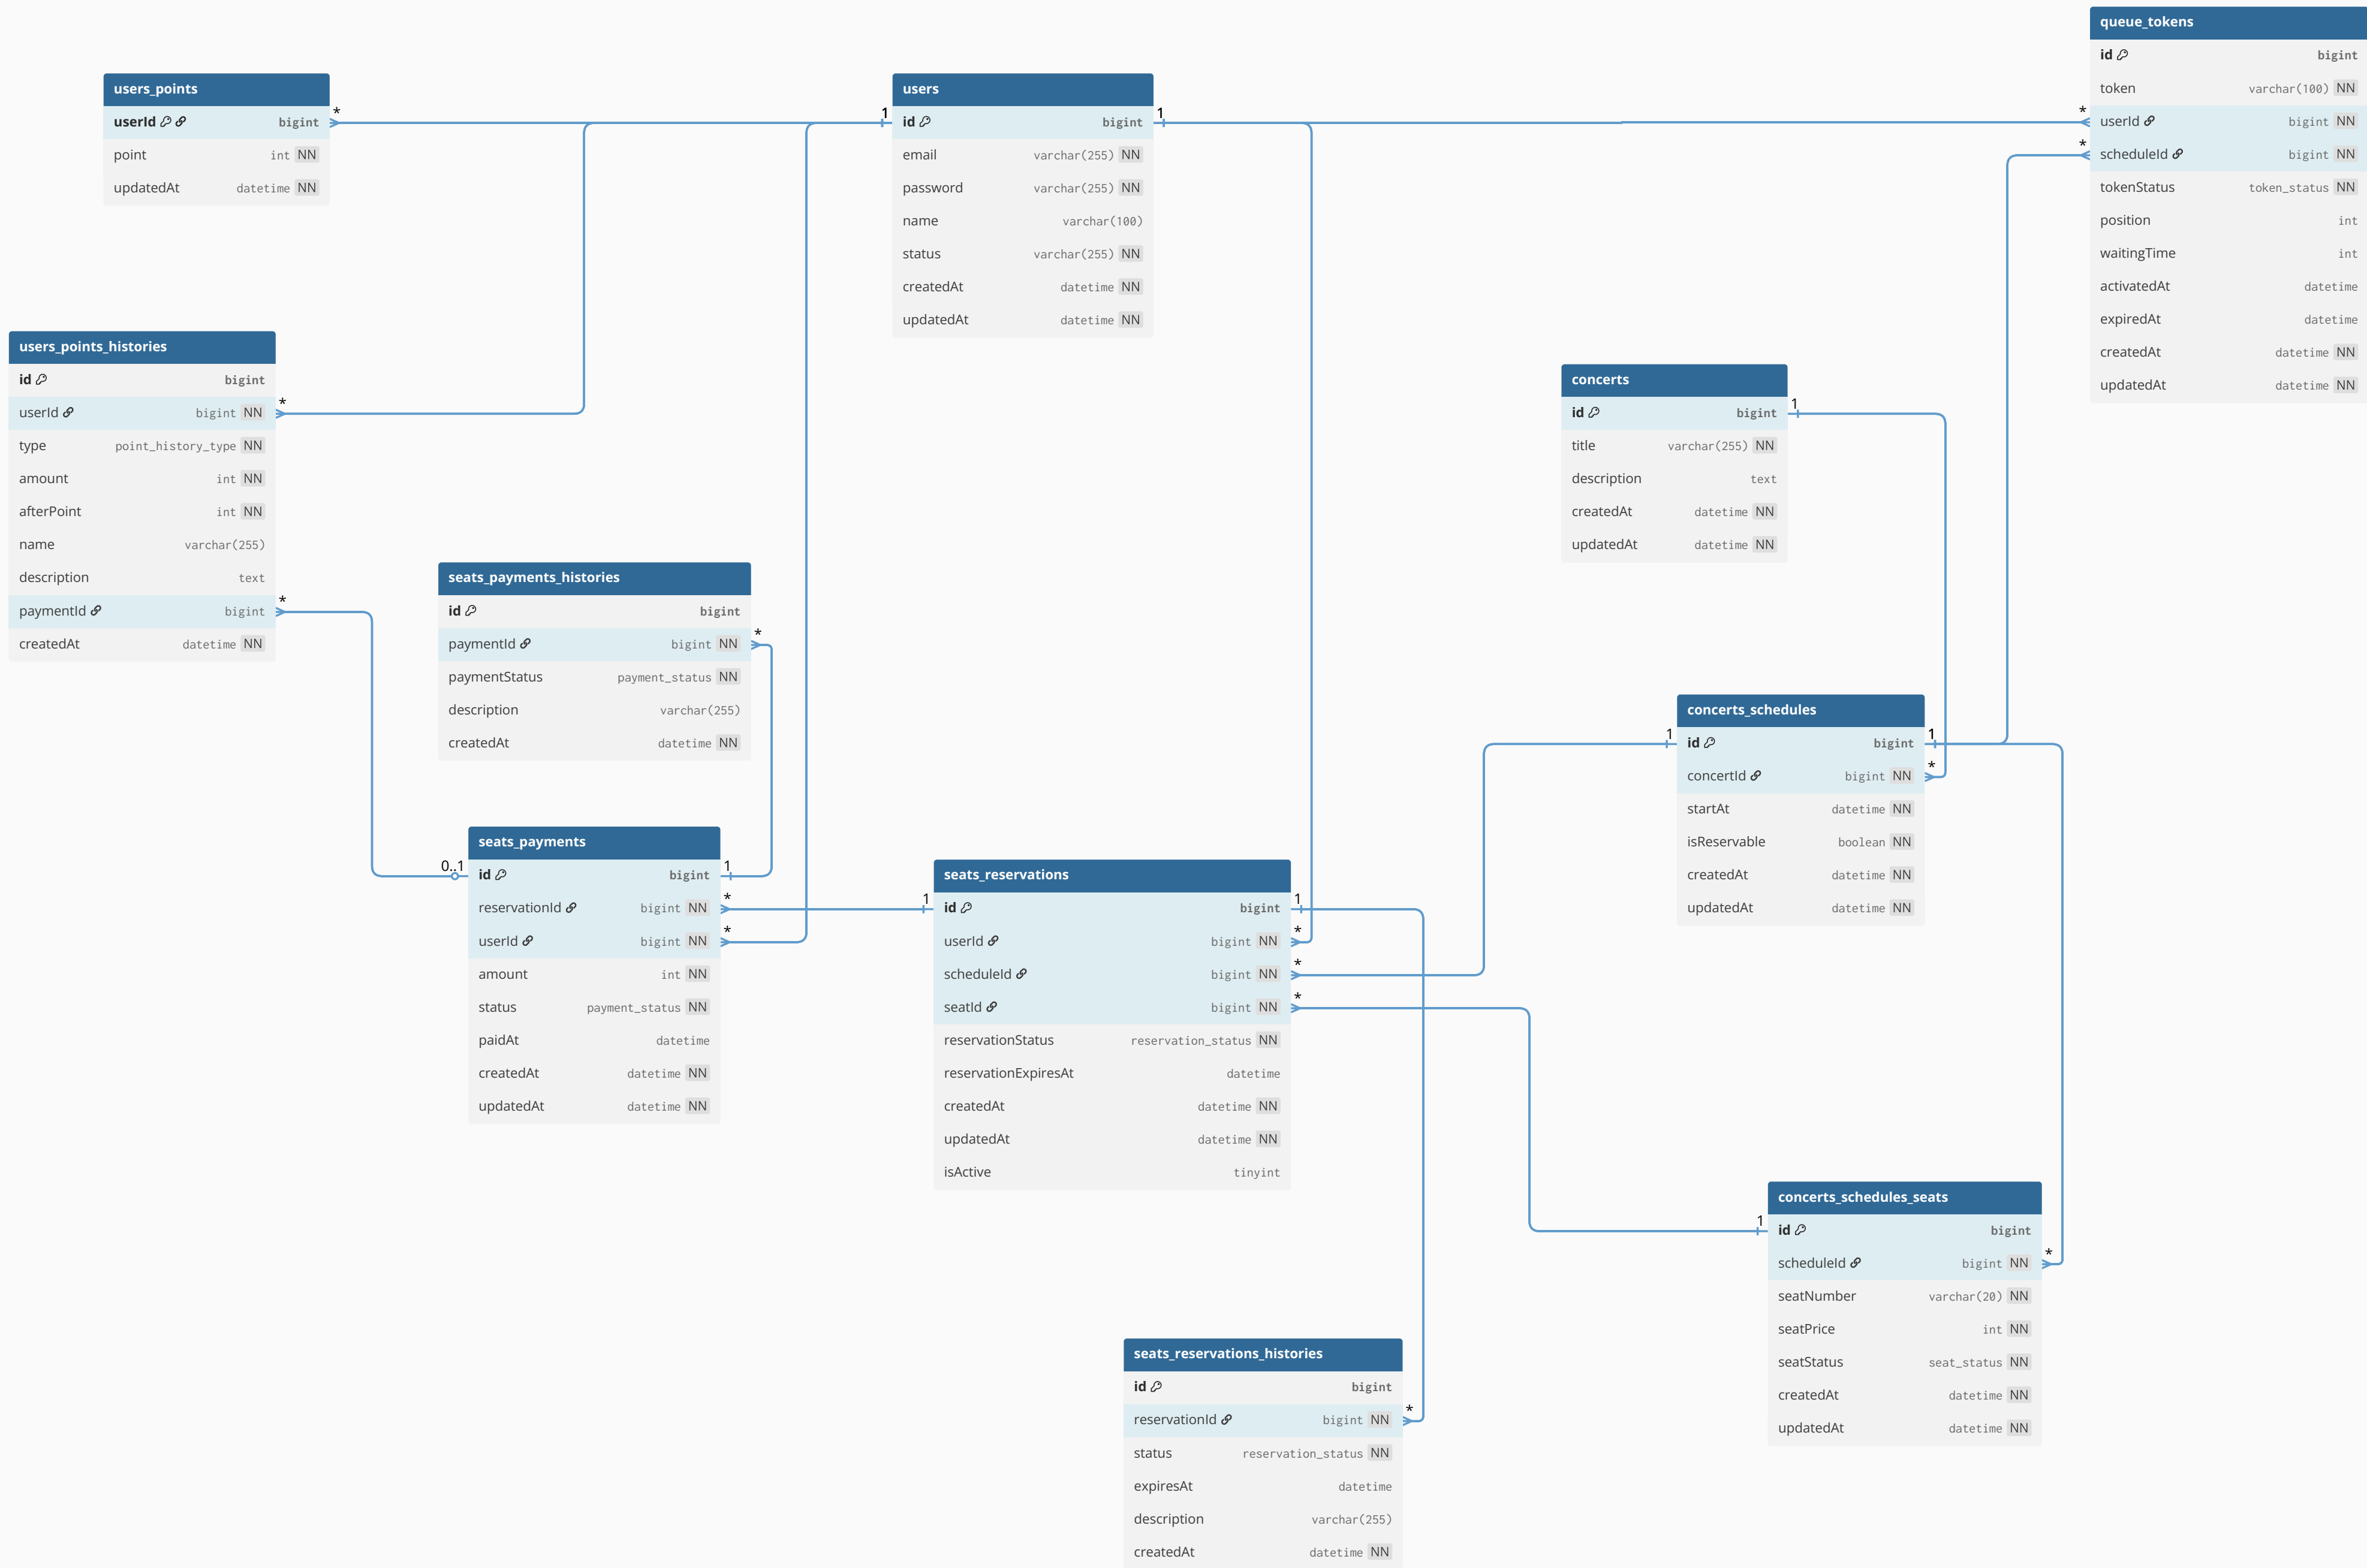 users_points
* 1
userId bigint
point int NN
updatedAt datetime NN
users
1
id bigint
email varchar(255) NN
password varchar(255) NN
name varchar(100)
status varchar(255) NN
createdAt datetime NN
updatedAt datetime NN
queue_tokens
id bigint
token varchar(100) NN
*
userId bigint NN
*
scheduleId bigint NN
tokenStatus token_status NN
position int
waitingTime int
activatedAt datetime
expiredAt datetime
createdAt datetime NN
updatedAt datetime NN
users_points_histories
id bigint
*
userId bigint NN
type point_history_type NN
amount int NN
afterPoint int NN
name varchar(255)
description text
*
paymentId bigint
createdAt datetime NN
concerts
1
id bigint
title varchar(255) NN
description text
createdAt datetime NN
updatedAt datetime NN
seats_payments_histories
id bigint
*
paymentId bigint NN
paymentStatus payment_status NN
description varchar(255)
createdAt datetime NN
concerts_schedules
1 1
id bigint
*
concertId bigint NN
startAt datetime NN
isReservable boolean NN
createdAt datetime NN
updatedAt datetime NN
seats_payments
0..1 1
id bigint
*
reservationId bigint NN
*
userId bigint NN
amount int NN
status payment_status NN
paidAt datetime
createdAt datetime NN
updatedAt datetime NN
seats_reservations
1 1
id bigint
*
userId bigint NN
*
scheduleId bigint NN
*
seatId bigint NN
reservationStatus reservation_status NN
reservationExpiresAt datetime
createdAt datetime NN
updatedAt datetime NN
isActive tinyint
concerts_schedules_seats
1
id bigint
*
scheduleId bigint NN
seatNumber varchar(20) NN
seatPrice int NN
seatStatus seat_status NN
createdAt datetime NN
updatedAt datetime NN
seats_reservations_histories
id bigint
*
reservationId bigint NN
status reservation_status NN
expiresAt datetime
description varchar(255)
createdAt datetime NN